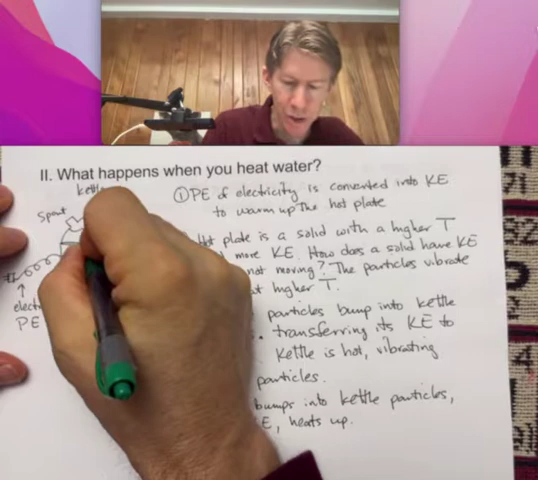 II. What happens when you heat water?
kettl
① PE of electricity is converted into KE
to warm up the hot plate
spout
plate is a solid with a higher T
more KE. How does a solid have KE
not moving? The particles vibrate
at higher T.
elect
PE
particles bump into kettle
transferring its KE to
Kettle is hot, vibrating
particles.
bumps into kettle particles,
E, heats up.